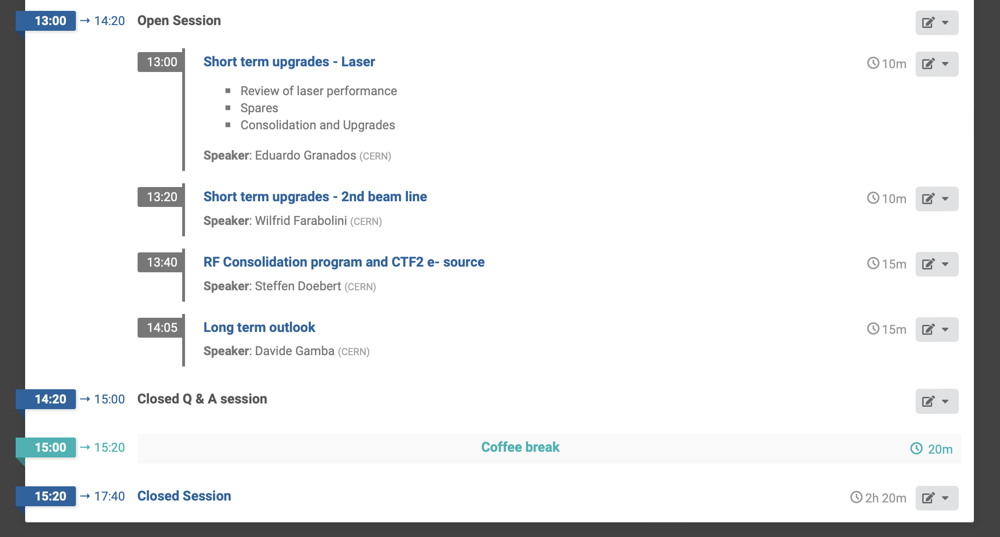 13:00 → 14:20 Open Session
13:00 Short term upgrades - Laser 10m
Review of laser performance
Spares
Consolidation and Upgrades
Speaker: Eduardo Granados (CERN)
13:20 Short term upgrades - 2nd beam line 10m
Speaker: Wilfrid Farabolini (CERN)
13:40 RF Consolidation program and CTF2 e- source 15m
Speaker: Steffen Doebert (CERN)
14:05 Long term outlook 15m
Speaker: Davide Gamba (CERN)
14:20 → 15:00 Closed Q & A session
15:00 → 15:20 Coffee break 20m
15:20 → 17:40 Closed Session 2h 20m